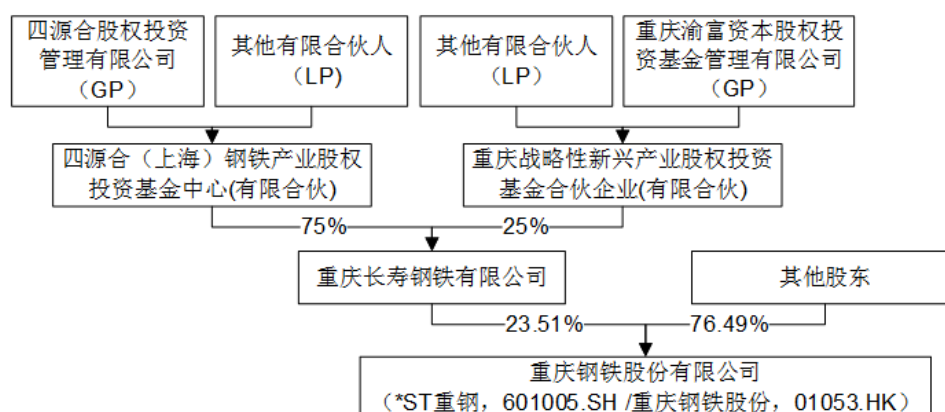 四源合股权投资
管理有限公司
（GP）
其他有限合伙人
（LP）
其他有限合伙人
（LP）
重庆渝富资本股权投
资基金管理有限公司
（GP）
四源合（上海）钢铁产业股权
投资基金中心(有限合伙)
重庆战略性新兴产业股权投资
基金合伙企业(有限合伙)
75%
25%
重庆长寿钢铁有限公司
其他股东
23.51%
76.49%
重庆钢铁股份有限公司
（*ST重钢，601005.SH /重庆钢铁股份，01053.HK）